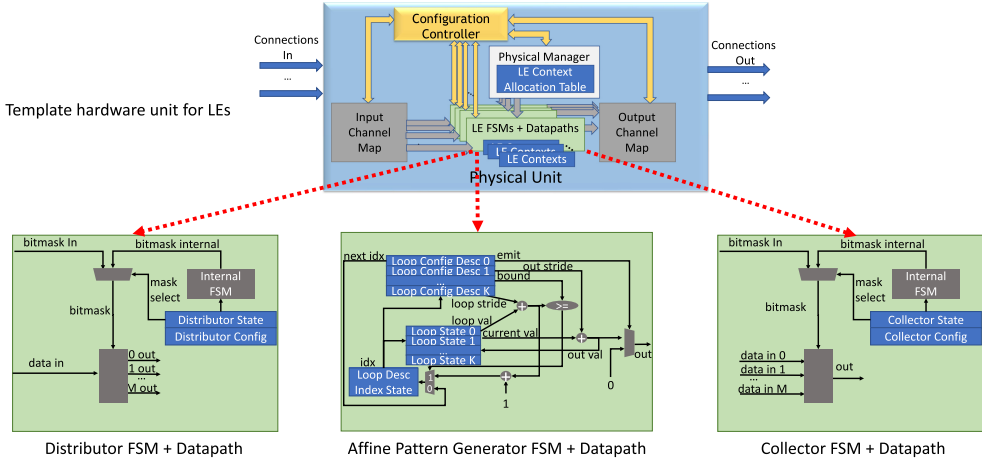 Configuration
Controller
Connections
In
...
Connections
Out
...
Physical Manager
LE Context
Allocation Table
Template hardware unit for LEs
Input
Channel
Map
LE FSMs + Datapaths
LE Contexts
LE Contexts
Output
Channel
Map
Physical Unit
bitmask In
bitmask internal
mask
select
Internal
FSM
bitmask
Distributor State
Distributor Config
data in
0 out
1 out
...
M out
Distributor FSM + Datapath
next idx
Loop Config Desc 0
Loop Config Desc 1
...
Loop Config Desc K
emit
out stride
bound
loop stride
+
>=
loop val
Loop State 0
Loop State 1
...
Loop State K
current val
+
out val
out
0
idx
Loop Desc
Index State
1
0
+
1
Affine Pattern Generator FSM + Datapath
bitmask In
bitmask internal
mask
select
Internal
FSM
bitmask
Collector State
Collector Config
data in 0
data in 1
...
data in M
out
Collector FSM + Datapath